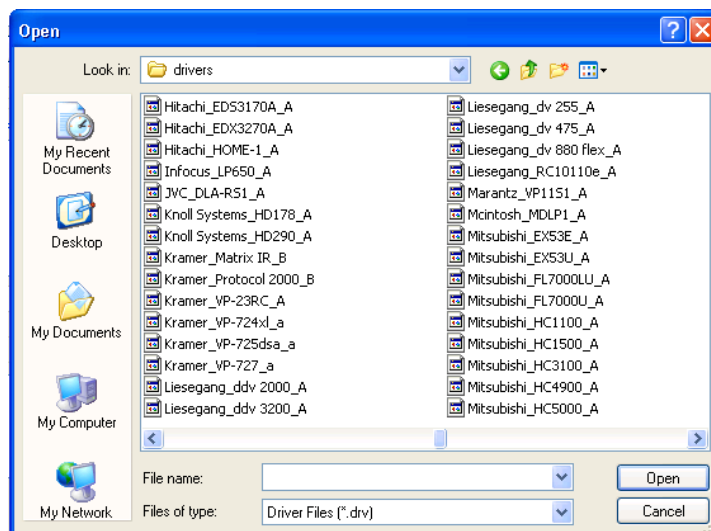 Open
Look in:
drivers
My Recent
Documents
Desktop
My Documents
My Computer
My Network
Hitachi_EDS3170A_A
Hitachi_EDX3270A_A
Hitachi_HOME-1_A
Infocus_LP650_A
JVC_DLA-RS1_A
Knoll Systems_HD178_A
Knoll Systems_HD290_A
Kramer_Matrix IR_B
Kramer_Protocol 2000_B
Kramer_VP-23RC_A
Kramer_VP-724xl_a
Kramer_VP-725dsa_a
Kramer_VP-727_a
Liesegang_ddv 2000_A
Liesegang_ddv 3200_A
Liesegang_dv 255_A
Liesegang_dv 475_A
Liesegang_dv 880 flex_A
Liesegang_RC10110e_A
Marantz_VP11S1_A
Mcintosh_MDLP1_A
Mitsubishi_EX53E_A
Mitsubishi_EX53U_A
Mitsubishi_FL7000LU_A
Mitsubishi_FL7000U_A
Mitsubishi_HC1100_A
Mitsubishi_HC1500_A
Mitsubishi_HC3100_A
Mitsubishi_HC4900_A
Mitsubishi_HC5000_A
File name:
Open
Files of type:
Driver Files (*.drv)
Cancel